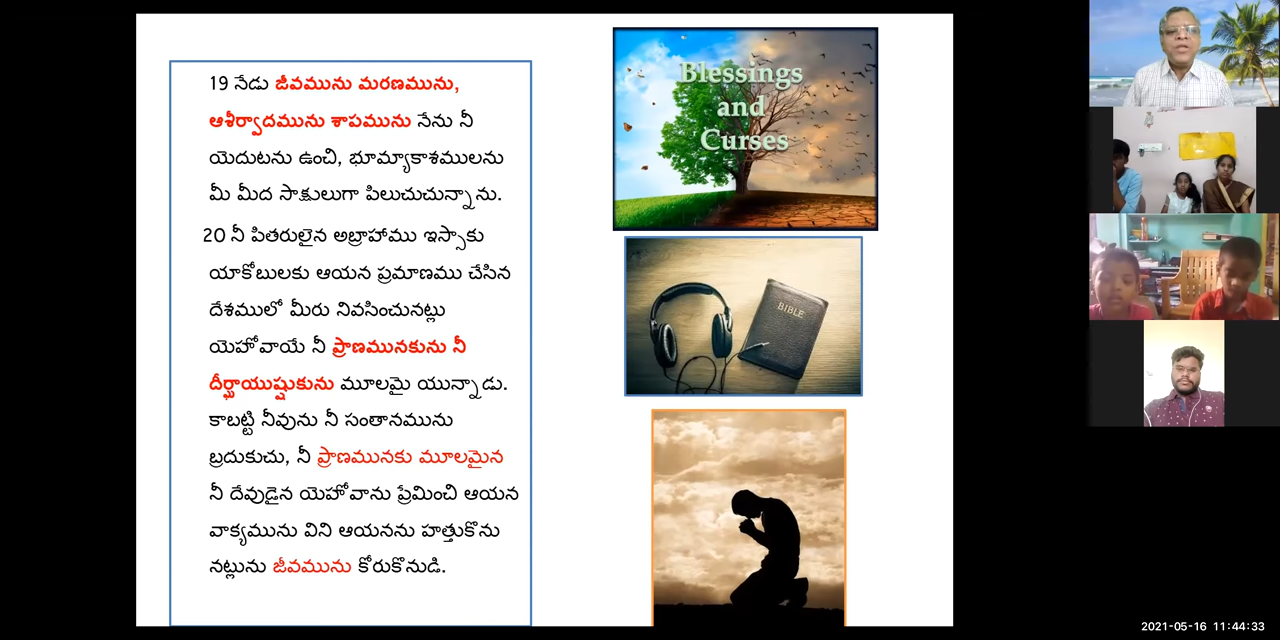 19 నేడు జీవమును మరణమును,
ఆశీర్వాదమును శాపమును నేను నీ
యెదుటను ఉంచి, భూమ్యాకాశములను
మీ మీద సాక్షులుగా పిలుచుచున్నాను.
20 నీ పితరులైన అబ్రాహాము ఇస్సాకు
యాకోబులకు ఆయన ప్రమాణము చేసిన
దేశములో మీరు నివసించునట్లు
యెహోవాయే నీ ప్రాణమునకును నీ
దీర్ఘాయుష్షుకును మూలమై యున్నాడు.
కాబట్టి నీవును నీ సంతానమును
బ్రదుకుచు, నీ ప్రాణమునకు మూలమైన
నీ దేవుడైన యెహోవాను ప్రేమించి ఆయన
వాక్యమును విని ఆయనను హత్తుకొను
నట్లును జీవమును కోరుకొనుడి.
Blessings
and
Curses
BIBLE
2021-05-16 11:44:33